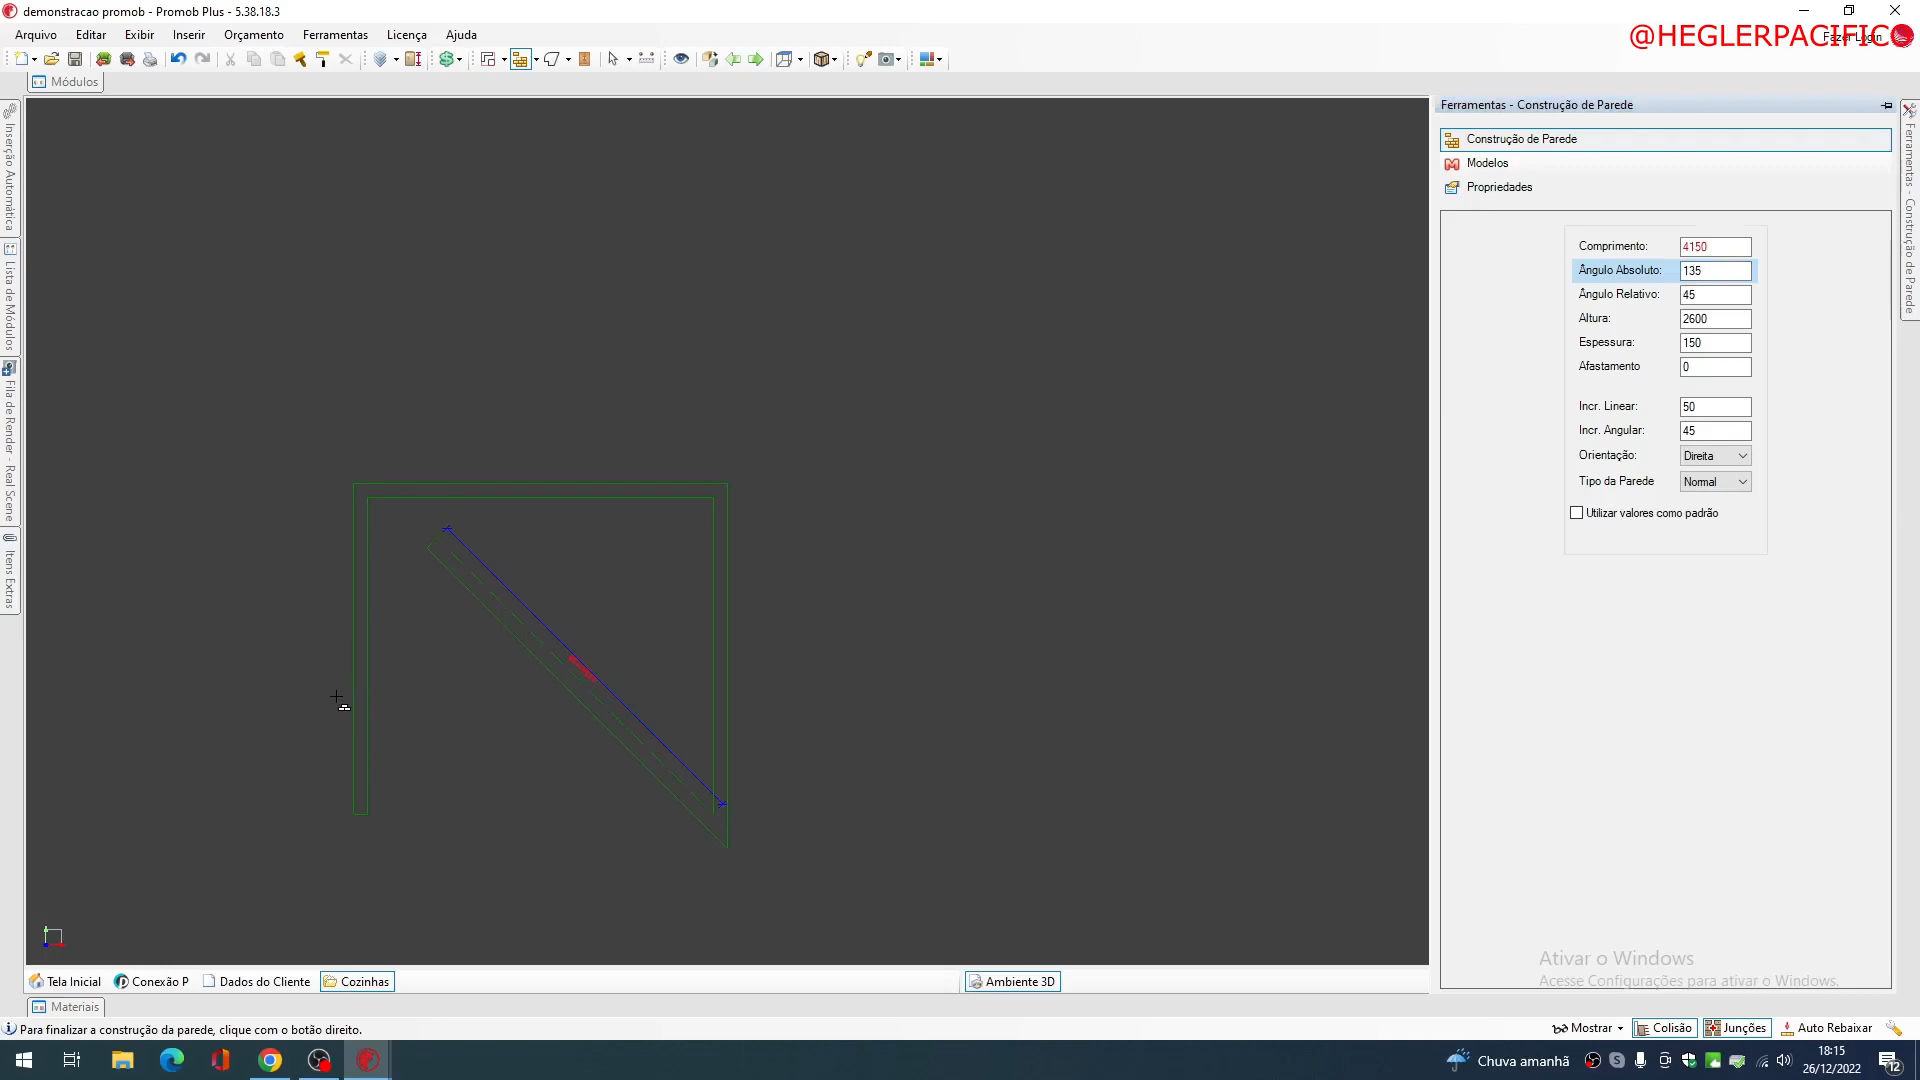 demonstracao promob - Promob Plus - 5.38.18.3
Arquivo Editar Exibir Inserir Orçamento Ferramentas Licença Ajuda
@HEGLERPACIFICO
Fazer Login
Módulos
Inserção Automática
Lista de Módulos
Fila de Render - Real Scene
Itens Extras
Ferramentas - Construção de Parede
Construção de Parede
Modelos
Propriedades
Comprimento: 4150
Ângulo Absoluto: 135
Ângulo Relativo: 45
Altura: 2600
Espessura: 150
Afastamento 0
Incr. Linear: 50
Incr. Angular: 45
Orientação: Direita
Tipo da Parede Normal
Utilizar valores como padrão
Ferramentas - Construção de Parede
Ativar o Windows
Acesse Configurações para ativar o Windows.
Tela Inicial Conexão P Dados do Cliente Cozinhas Ambiente 3D
Materiais
Para finalizar a construção da parede, clique com o botão direito.
Mostrar Colisão Junções Auto Rebaixar
Chuva amanhã
18:15
26/12/2022
12